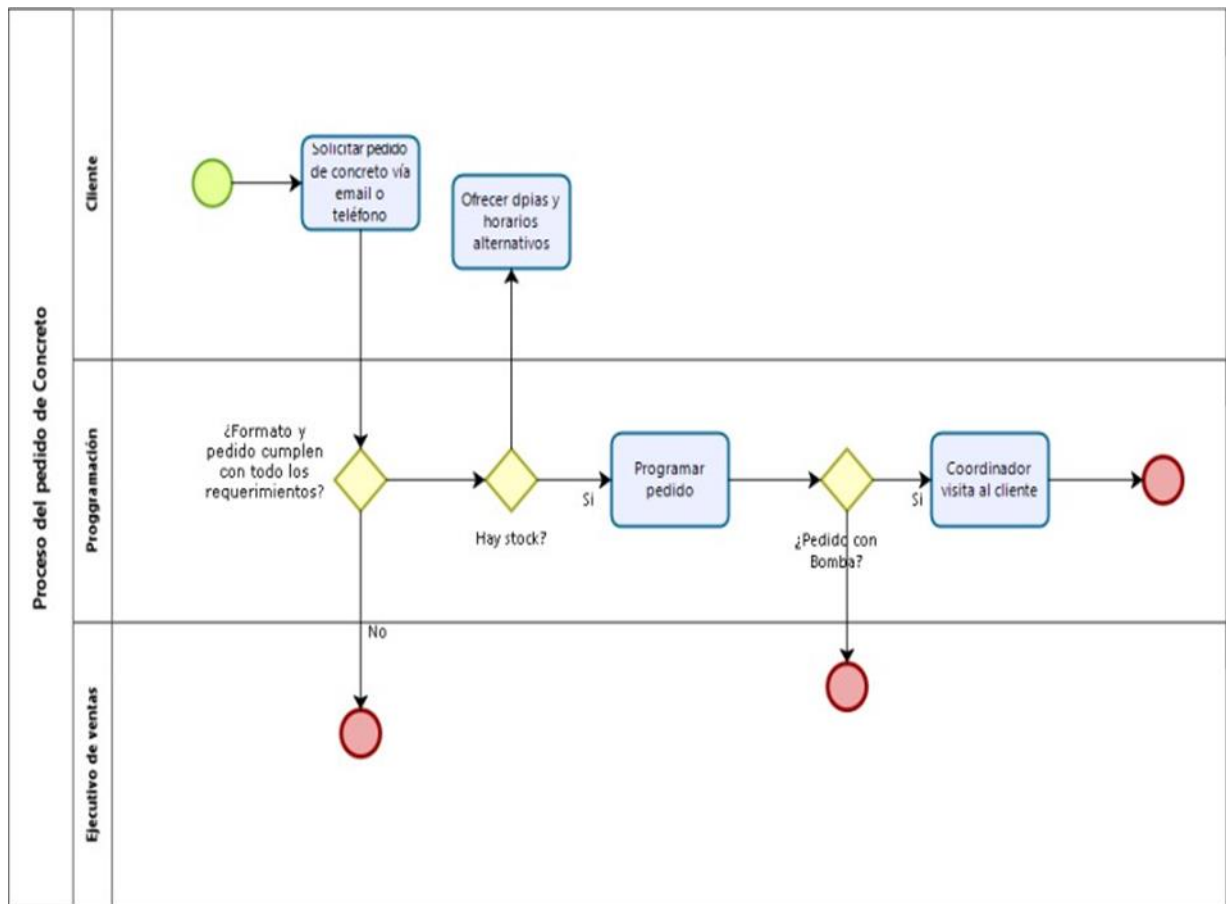 Proceso del pedido de Concreto
Cliente
Solicitar pedido
de concreto vía
email o
teléfono
Ofrecer dpias y
horarios
alternativos
Proggramación
¿Formato y
pedido cumplen
con todo los
requerimientos?
Hay stock?
Si
Programar
pedido
¿Pedido con
Bomba?
Si
Coordinador
visita al cliente
Ejecutivo de ventas
No